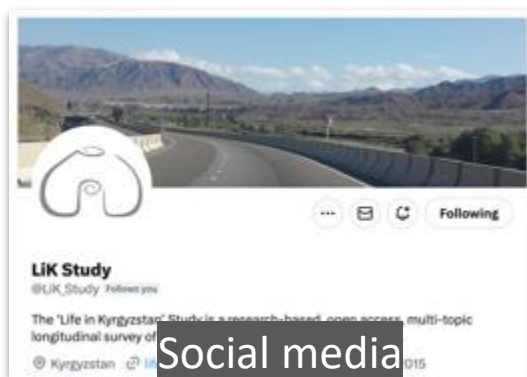 Following
LiK Study
@LiK_Study Follows you
The 'Life in Kyrgyzstan' Study is a research-based, open access, multi-topic
longitudinal survey of
Kyrgyzstan
2015
Social media